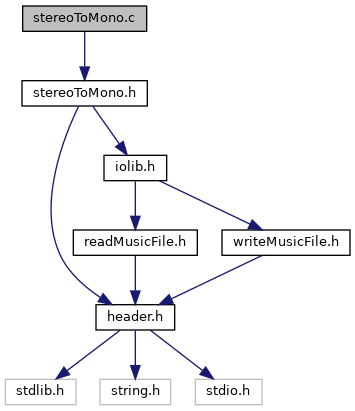 stereoToMono.c
stereoToMono.h
iolib.h
readMusicFile.h
writeMusicFile.h
header.h
stdlib.h
string.h
stdio.h